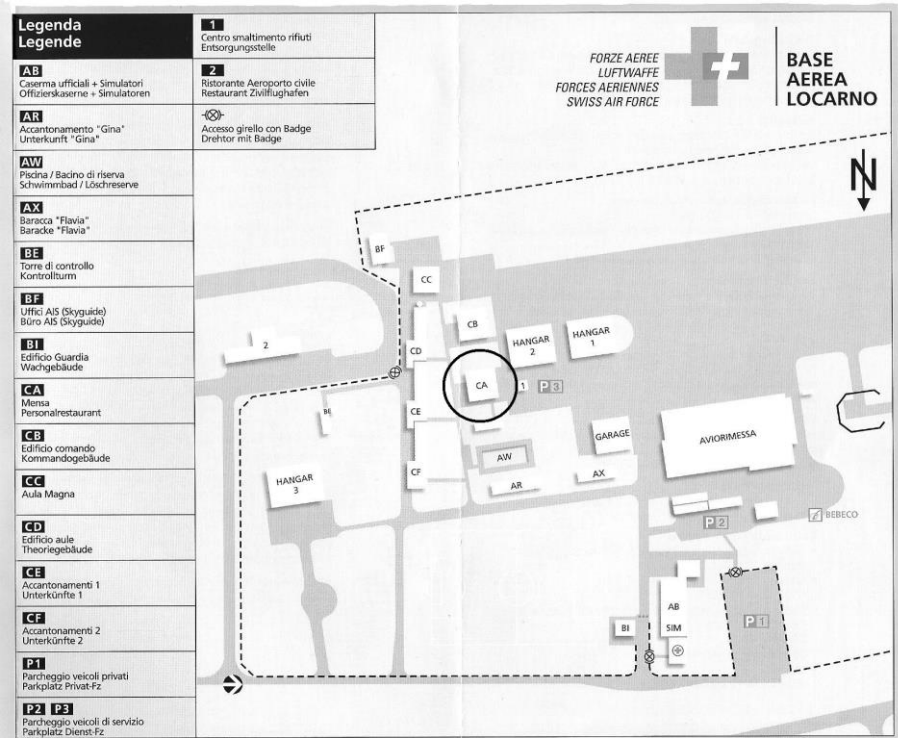 Legenda
Legende
AB
Caserma ufficiali + Simulatori
Offizierskaserne + Simulatoren
AR
Accantonamento "Gina"
Unterkunft "Gina"
AW
Piscina / Bacino di riserva
Schwimmbad / Löschreserve
AX
Baracca "Flavia"
Baracke "Flavia"
BE
Torre di controllo
Kontrollturm
BF
Uffici AIS (Skyguide)
Büro AIS (Skyguide)
BI
Edificio Guardia
Wachgebäude
CA
Mensa
Personalrestaurant
CB
Edificio comando
Kommandogebäude
CC
Aula Magna
CD
Edificio aule
Theoriegebäude
CE
Accantonamenti 1
Unterkünfte 1
CF
Accantonamenti 2
Unterkünfte 2
P1
Parcheggio veicoli privati
Parkplatz Privat-Fz
P2 P3
Parcheggio veicoli di servizio
Parkplatz Dienst-Fz
1
Centro smaltimento rifiuti
Entsorgungsstelle
2
Ristorante Aeroporto civile
Restaurant Zivilflughafen
Accesso girello con Badge
Drehtor mit Badge
FORZE AEREE
LUFTWAFFE
FORCES AERIENNES
SWISS AIR FORCE
BASE
AEREA
LOCARNO
N
BF
CC
CB
HANGAR
2
HANGAR
1
2
CD
CA
1
P 3
CE
GARAGE
AVIORIMESSA
AW
HANGAR
3
CF
AR
AX
P 2
BEBECO
AB
SIM
BI
P 1